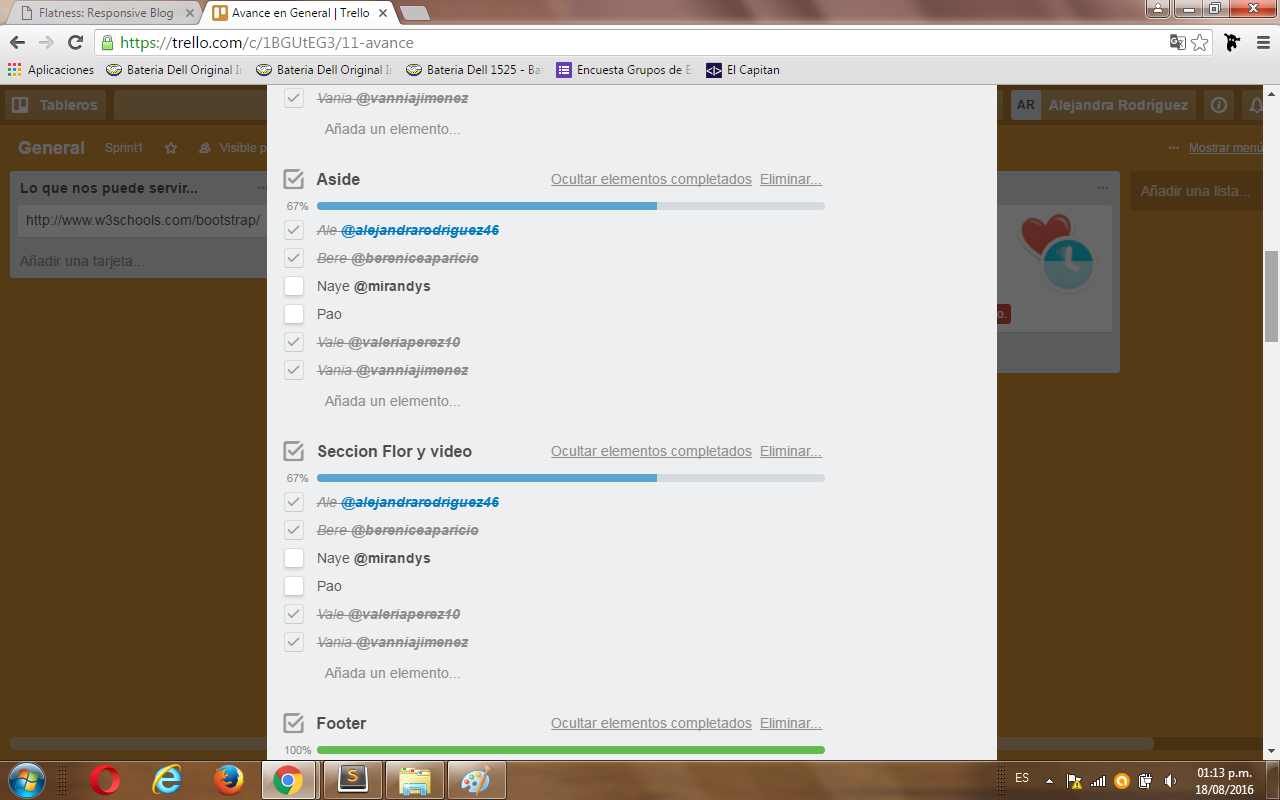 Flatness: Responsive Blog
Avance en General | Trello
https://trello.com/c/1BGUtEG3/11-avance
Aplicaciones
Bateria Dell Original
Bateria Dell Original
Bateria Dell 1525 - Ba
Encuesta Grupos de E
El Capitan
Tableros
AR
Alejandra Rodríguez
General
Sprint1
Visible p
Mostrar menú
Lo que nos puede servir...
http://www.w3schools.com/bootstrap/
Añadir una tarjeta...
Añadir una lista...
o.
Vania @vanniajimenez
Añada un elemento...
Aside
Ocultar elementos completados
Eliminar...
67%
Ale @alejandrarodriguez46
Bere @bereniceaparicio
Naye @mirandys
Pao
Vale @valeriaperez10
Vania @vanniajimenez
Añada un elemento...
Seccion Flor y video
Ocultar elementos completados
Eliminar...
67%
Ale @alejandrarodriguez46
Bere @bereniceaparicio
Naye @mirandys
Pao
Vale @valeriaperez10
Vania @vanniajimenez
Añada un elemento...
Footer
Ocultar elementos completados
Eliminar...
100%
ES
01:13 p.m.
18/08/2016